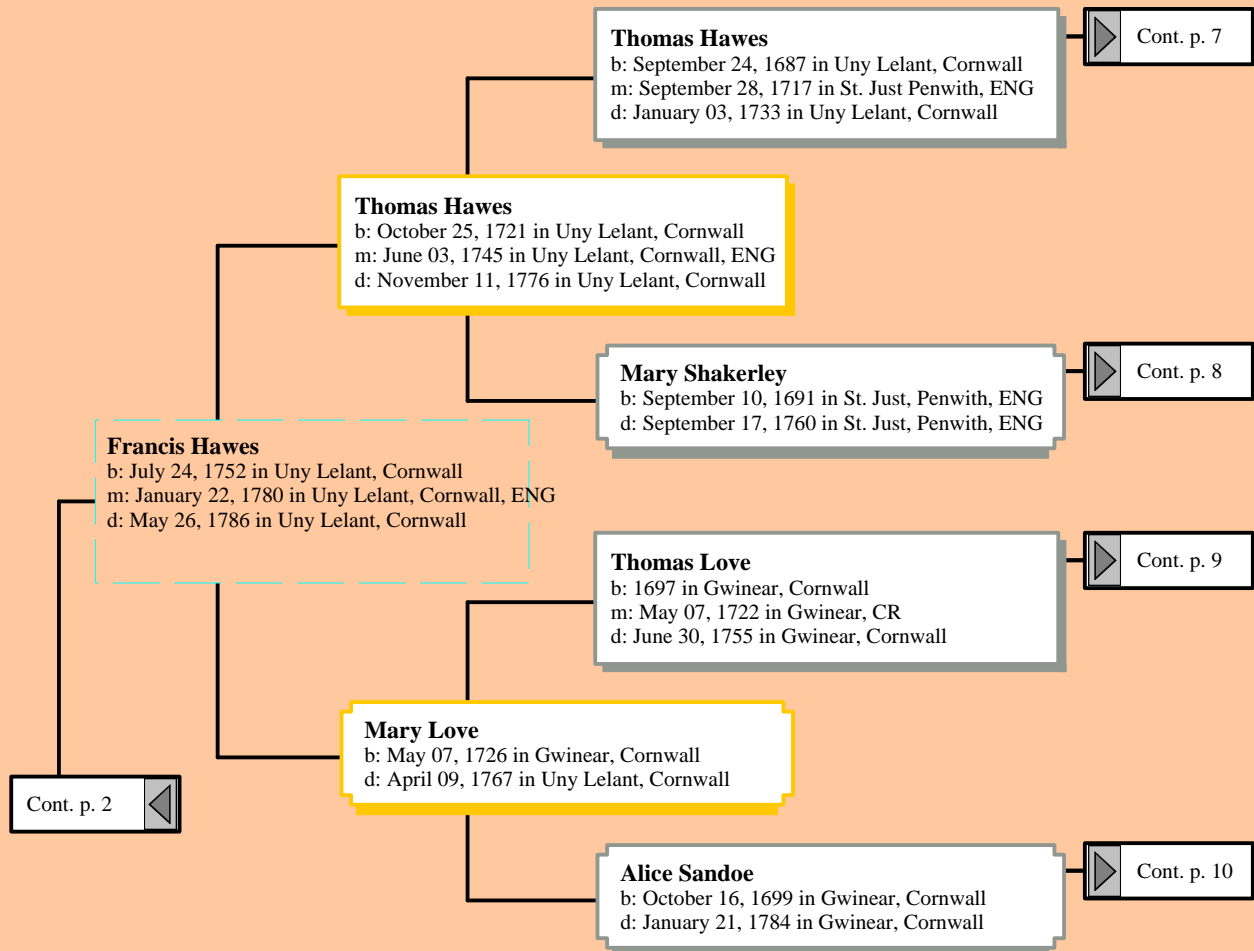 Thomas Hawes
b: September 24, 1687 in Uny Lelant, Cornwall
m: September 28, 1717 in St. Just Penwith, ENG
d: January 03, 1733 in Uny Lelant, Cornwall
Cont. p. 7
Thomas Hawes
b: October 25, 1721 in Uny Lelant, Cornwall
m: June 03, 1745 in Uny Lelant, Cornwall, ENG
d: November 11, 1776 in Uny Lelant, Cornwall
Mary Shakerley
b: September 10, 1691 in St. Just, Penwith, ENG
d: September 17, 1760 in St. Just, Penwith, ENG
Cont. p. 8
Francis Hawes
b: July 24, 1752 in Uny Lelant, Cornwall
m: January 22, 1780 in Uny Lelant, Cornwall, ENG
d: May 26, 1786 in Uny Lelant, Cornwall
Thomas Love
b: 1697 in Gwinear, Cornwall
m: May 07, 1722 in Gwinear, CR
d: June 30, 1755 in Gwinear, Cornwall
Cont. p. 9
Mary Love
b: May 07, 1726 in Gwinear, Cornwall
d: April 09, 1767 in Uny Lelant, Cornwall
Cont. p. 2
Alice Sandoe
b: October 16, 1699 in Gwinear, Cornwall
d: January 21, 1784 in Gwinear, Cornwall
Cont. p. 10